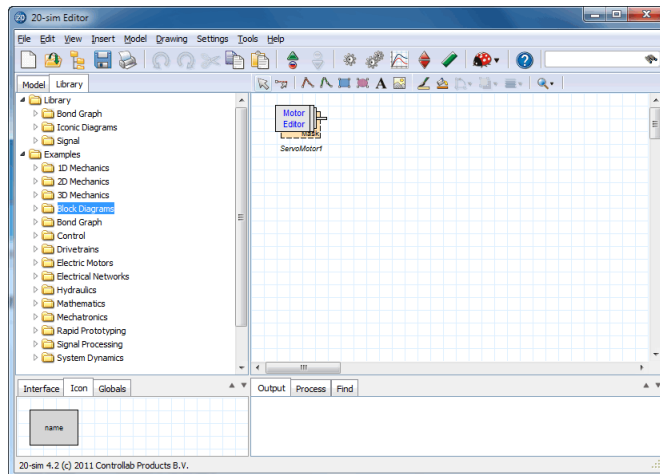 20-sim Editor
File Edit View Insert Model Drawing Settings Tools Help
Model Library
Library
Bond Graph
Iconic Diagrams
Signal
Examples
1D Mechanics
2D Mechanics
3D Mechanics
Block Diagrams
Bond Graph
Control
Drivetrains
Electric Motors
Electrical Networks
Hydraulics
Mathematics
Mechatronics
Rapid Prototyping
Signal Processing
System Dynamics
Motor
Editor
Mask
ServoMotor1
Interface Icon Globals
name
Output Process Find
20-sim 4.2 (c) 2011 Controllab Products B.V.